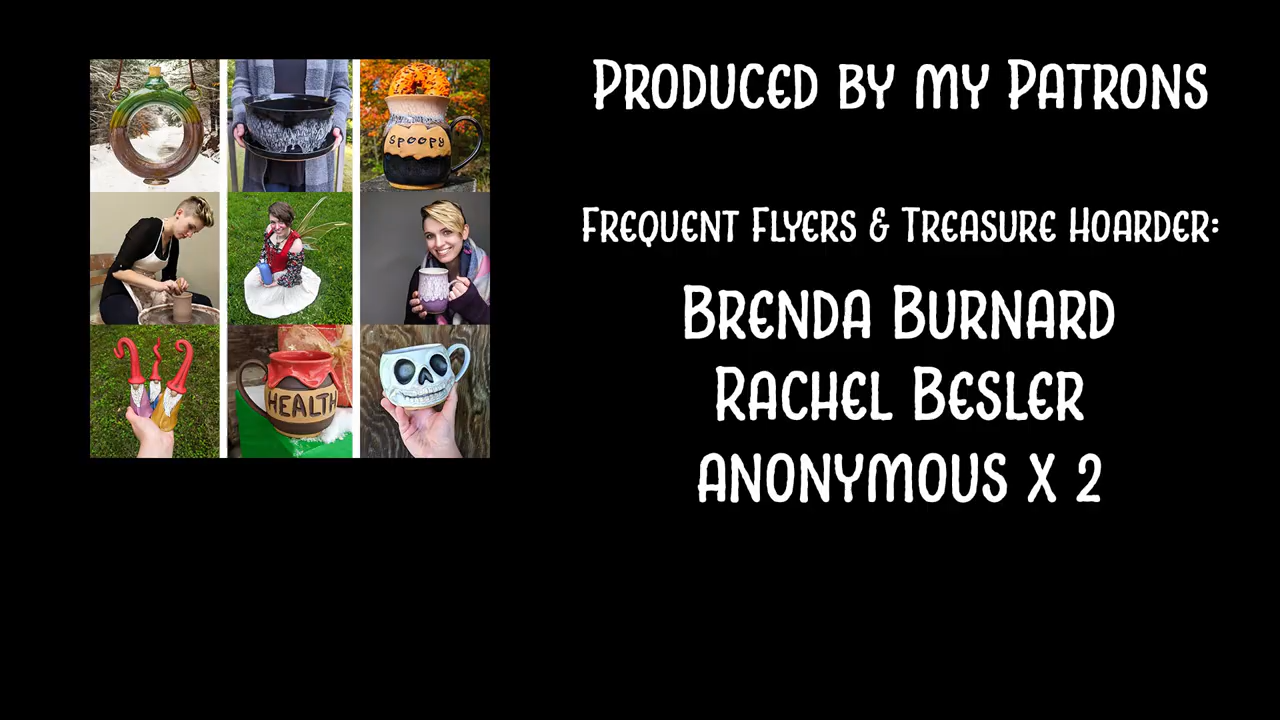 PRODUCED BY MY PATRONS
FREQUENT FLYERS & TREASURE HOARDER:
BRENDA BURNARD
RACHEL BESLER
ANONYMOUS X 2
SPOOPY
HEALTH